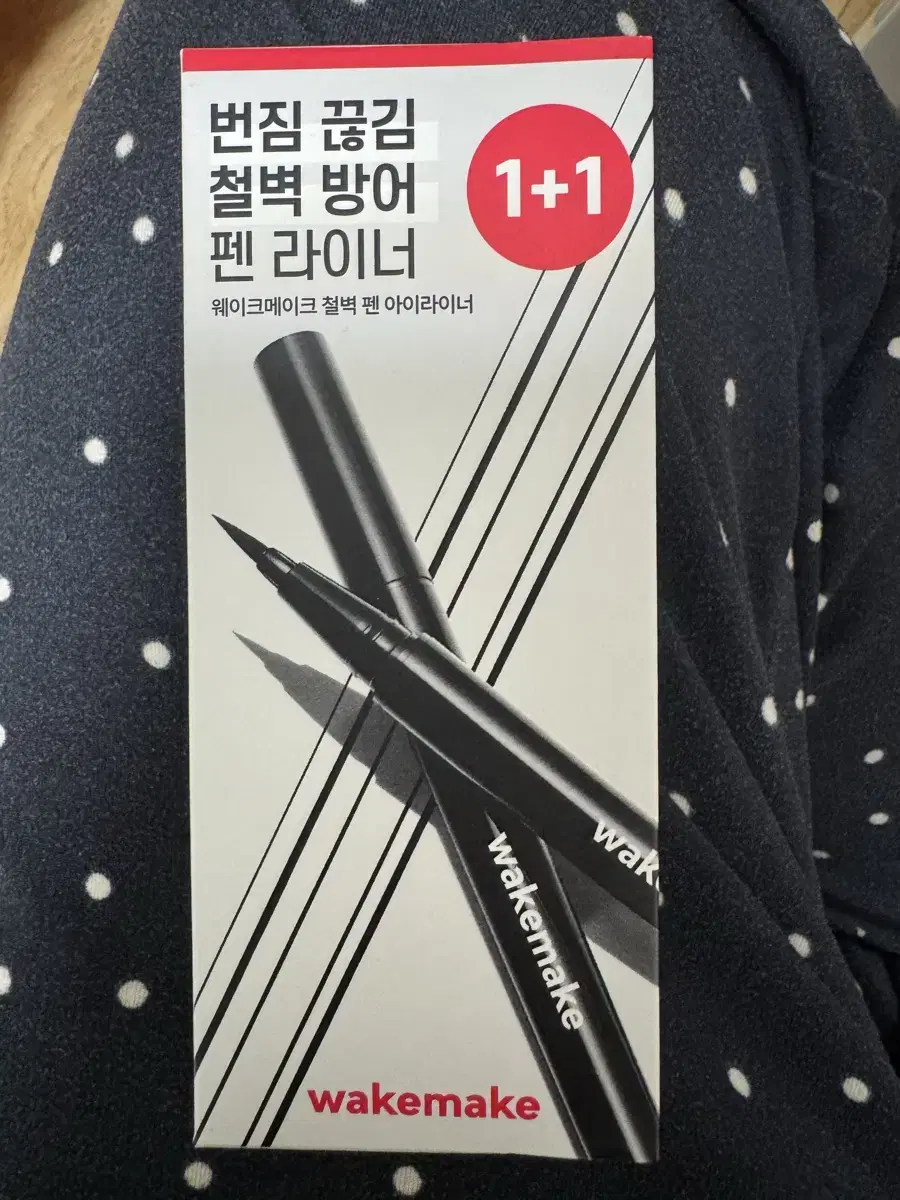 번짐 끊김
철벽 방어
펜 라이너
1+1
웨이크메이크 철벽 펜 아이라이너
wak
wakemake
wakemake